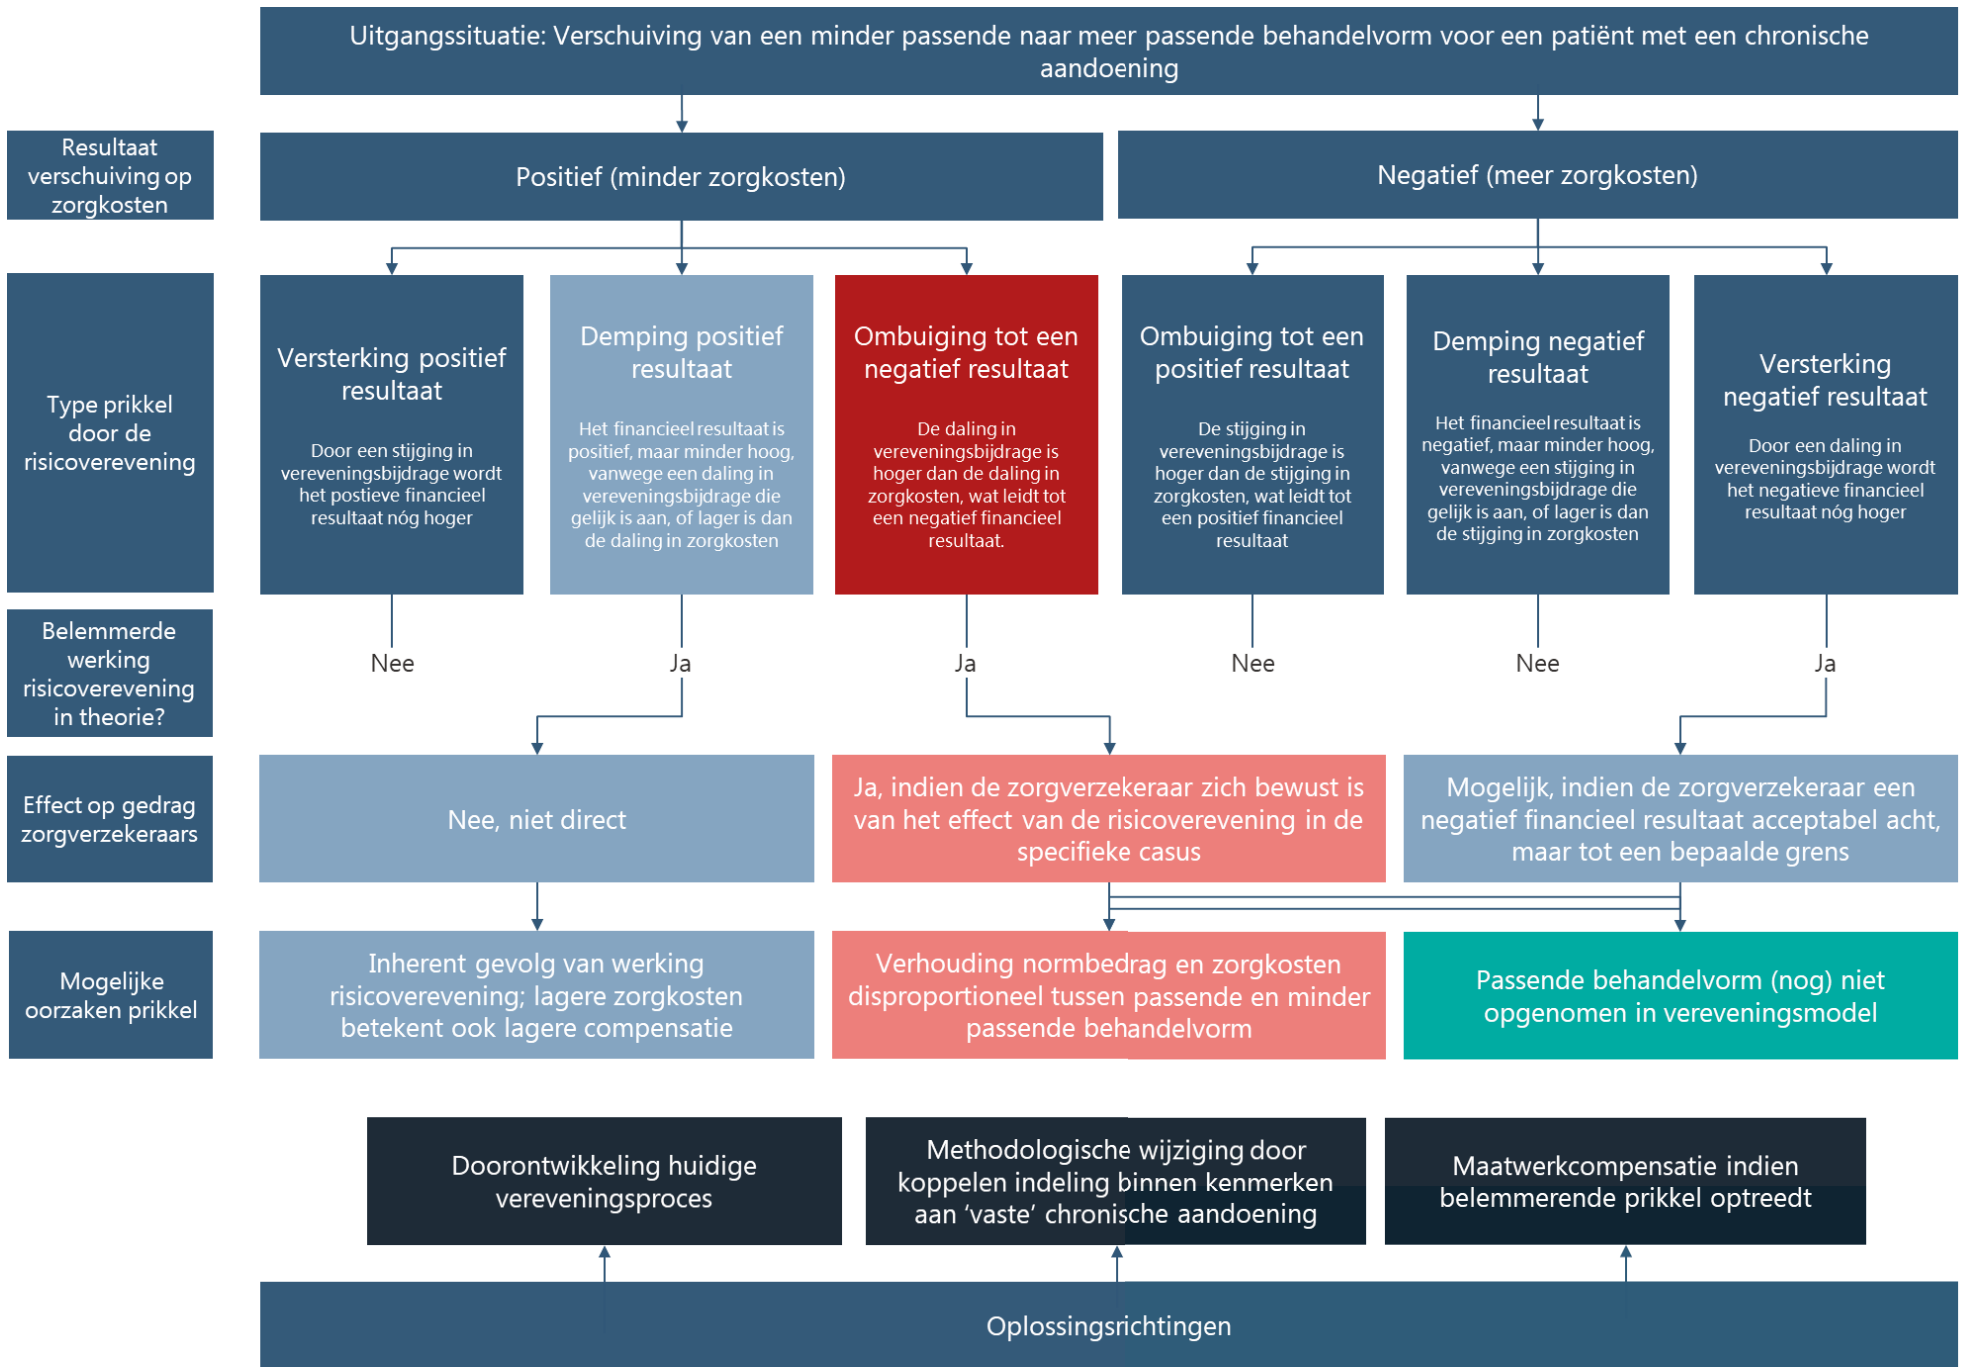 Uitgangssituatie: Verschuiving van een minder passende naar meer passende behandelvorm voor een patiënt met een chronische
aandoening
Resultaat
verschuiving op
zorgkosten
Positief (minder zorgkosten)
Negatief (meer zorgkosten)
Type prikkel
door de
risicoverevening
Versterking positief
resultaat
Door een stijging in
vereveningsbijdrage wordt
het postieve financieel
resultaat nóg hoger
Demping positief
resultaat
Het financieel resultaat is
positief, maar minder hoog,
vanwege een daling in
vereveningsbijdrage die
gelijk is aan, of lager is dan
de daling in zorgkosten
Ombuiging tot een
negatief resultaat
De daling in
vereveningsbijdrage is
hoger dan de daling in
zorgkosten, wat leidt tot
een negatief financieel
resultaat.
Ombuiging tot een
positief resultaat
De stijging in
vereveningsbijdrage is
hoger dan de stijging in
zorgkosten, wat leidt tot
een positief financieel
resultaat
Demping negatief
resultaat
Het financieel resultaat is
negatief, maar minder hoog,
vanwege een stijging in
vereveningsbijdrage die
gelijk is aan, of lager is dan
de stijging in zorgkosten
Versterking
negatief resultaat
Door een daling in
vereveningsbijdrage wordt
het negatieve financieel
resultaat nóg hoger
Belemmerde
werking
risicoverevening
in theorie?
Nee
Ja
Ja
Nee
Nee
Ja
Effect op gedrag
zorgverzekeraars
Nee, niet direct
Ja, indien de zorgverzekeraar zich bewust is
van het effect van de risicoverevening in de
specifieke casus
Mogelijk, indien de zorgverzekeraar een
negatief financieel resultaat acceptabel acht,
maar tot een bepaalde grens
Mogelijke
oorzaken prikkel
Inherent gevolg van werking
risicoverevening; lagere zorgkosten
betekent ook lagere compensatie
Verhouding normbedrag en zorgkosten
disproportioneel tussen passende en minder
passende behandelvorm
Passende behandelvorm (nog) niet
opgenomen in vereveningsmodel
Doorontwikkeling huidige
vereveningsproces
Methodologische wijziging door
koppelen indeling binnen kenmerken
aan ‘vaste’ chronische aandoening
Maatwerkcompensatie indien
belemmerende prikkel optreedt
Oplossingsrichtingen